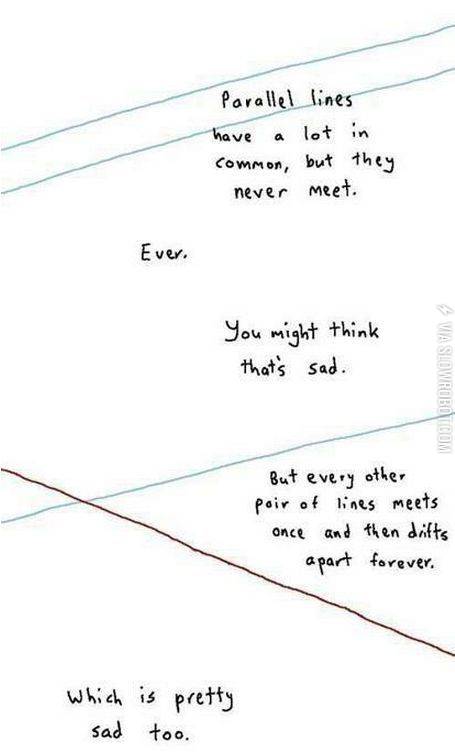 Parallel lines
have a lot in
common, but they
never meet.
Ever.
You might think
that's sad.
But every other
pair of lines meets
once and then drifts
apart forever.
Which is pretty
sad too.
VIA SLOWROBOT.COM